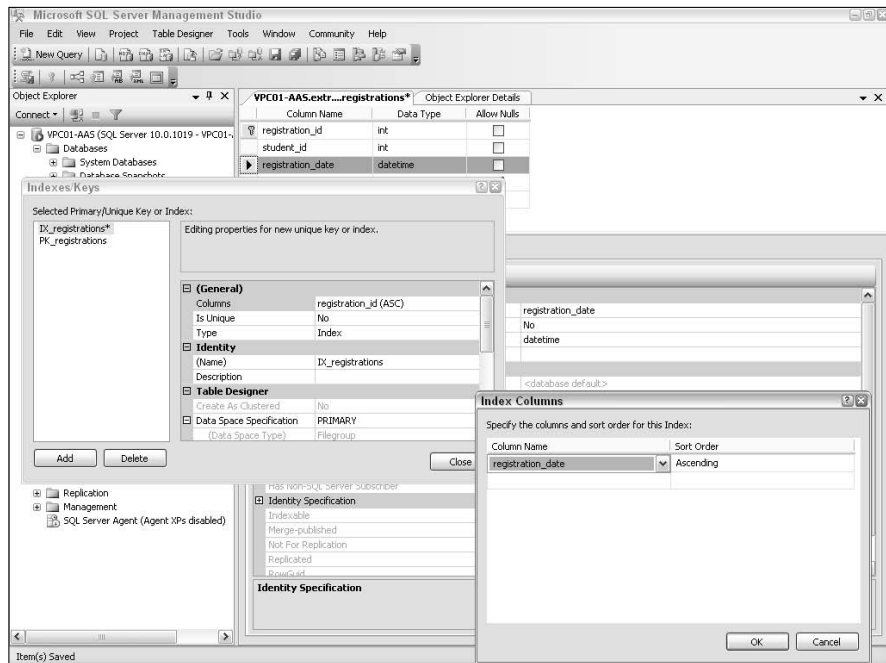 Microsoft SQL Server Management Studio
File Edit View Project Table Designer Tools Window Community Help
New Query
Object Explorer
Connect
VPC01-AAS (SQL Server 10.0.1019 - VPC01-
Databases
System Databases
Database Snapshots
VPC01-AAS.extr....registrations* Object Explorer Details
Column Name Data Type Allow Nulls
registration_id int
student_id int
registration_date datetime
Indexes/Keys
Selected Primary/Unique Key or Index:
IX_registrations*
PK_registrations
Editing properties for new unique key or index.
(General)
Columns registration_id (ASC)
Is Unique No
Type Index
Identity
(Name) IX_registrations
Description
Table Designer
Create As Clustered No
Data Space Specification PRIMARY
(Data Space Type) Filegroup
Add Delete Close
registration_date
No
datetime
<database default>
Replication
Management
SQL Server Agent (Agent XPs disabled)
Has Non-SQL Server Subscriber
Identity Specification
Indexable
Merge-published
Not For Replication
Replicated
RowGuid
Identity Specification
Index Columns
Specify the columns and sort order for this Index:
Column Name Sort Order
registration_date Ascending
OK Cancel
Item(s) Saved